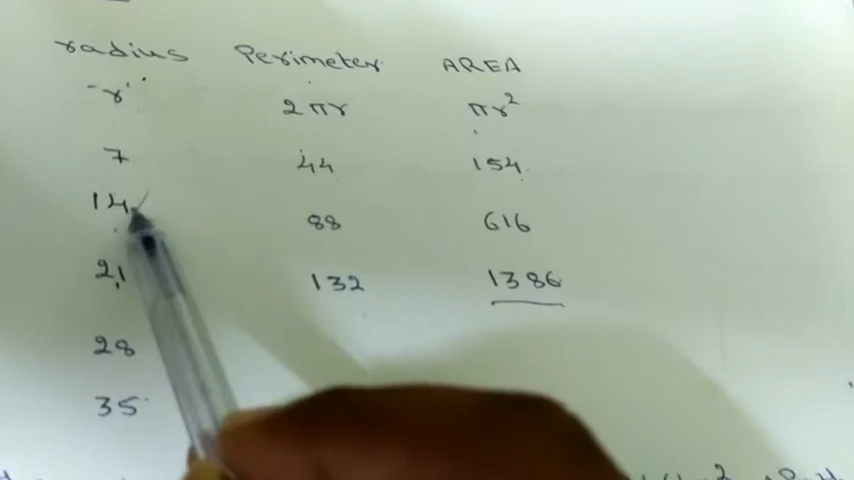 radius Perimeter AREA
"r" 2πr πr²
7 44 154
14 88 616
21 132 1386
28
35